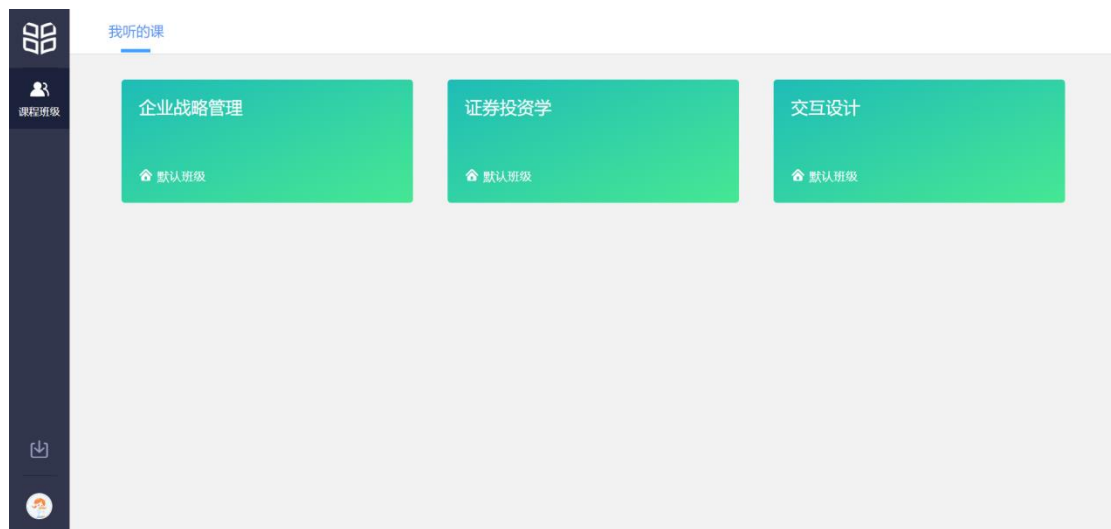 我听的课
课程班级
企业战略管理
默认班级
证券投资学
默认班级
交互设计
默认班级